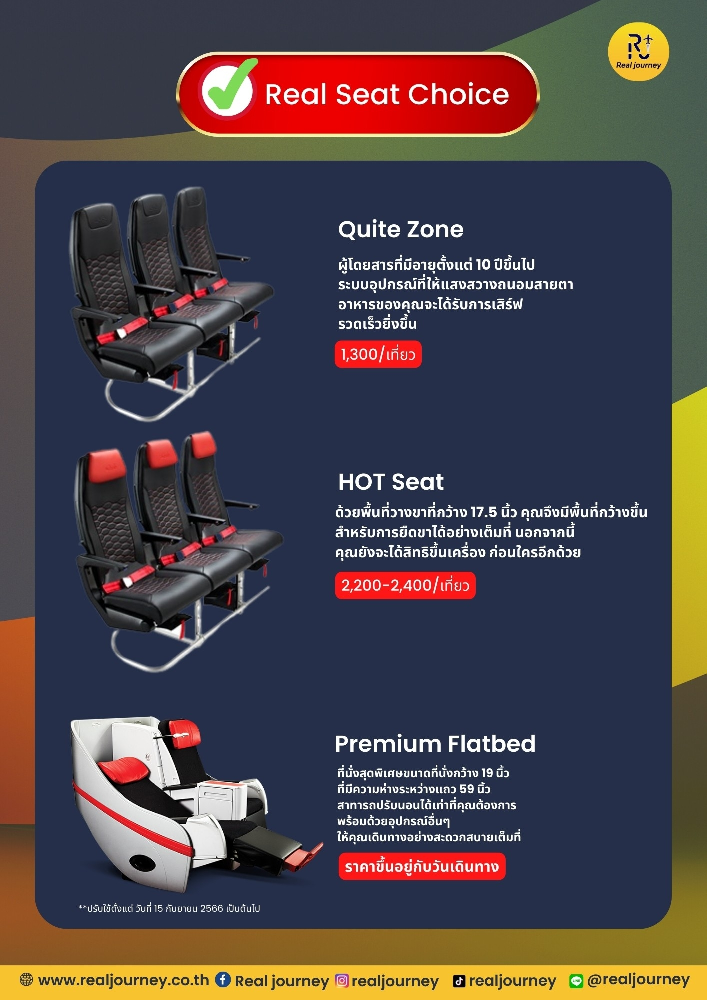 RJ
Real journey
Real Seat Choice
Quite Zone
ผู้โดยสารที่มีอายุตั้งแต่ 10 ปีขึ้นไป
ระบบอุปกรณ์ที่ให้แสงสวางถนอมสายตา
อาหารของคุณจะได้รับการเสิร์ฟ
รวดเร็วยิ่งขึ้น
1,300/เที่ยว
HOT Seat
ด้วยพื้นที่วางขาที่กว้าง 17.5 นิ้ว คุณจึงมีพื้นที่กว้างขึ้น
สำหรับการยืดขาได้อย่างเต็มที่ นอกจากนี้
คุณยังจะได้สิทธิขึ้นเครื่อง ก่อนใครอีกด้วย
2,200-2,400/เที่ยว
Premium Flatbed
ที่นั่งสุดพิเศษขนาดที่นั่งกว้าง 19 นิ้ว
ที่มีความห่างระหว่างแถว 59 นิ้ว
สาทารถปรับนอนได้เท่าที่คุณต้องการ
พร้อมด้วยอุปกรณ์อื่นๆ
ให้คุณเดินทางอย่างสะดวกสบายเต็มที่
ราคาขึ้นอยู่กับวันเดินทาง
**ปรับใช้ตั้งแต่ วันที่ 15 กันยายน 2566 เป็นต้นไป
www.realjourney.co.th Real journey realjourney realjourney LINE @realjourney